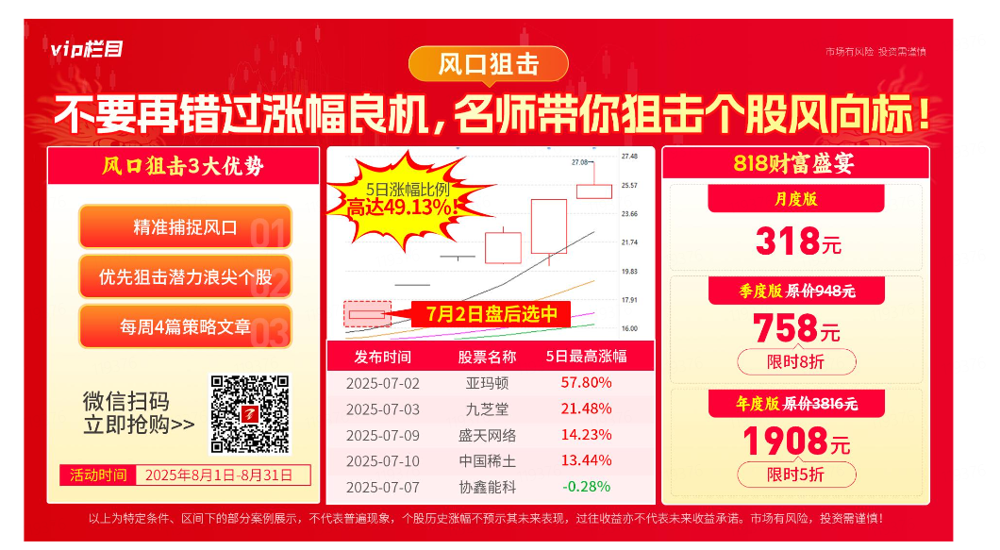 vip栏目
市场有风险 投资需谨慎
风口狙击
不要再错过涨幅良机,名师带你狙击个股风向标!
风口狙击3大优势
精准捕捉风口
01
优先狙击潜力浪尖个股
02
每周4篇策略文章
03
微信扫码
立即抢购>>
活动时间 2025年8月1日-8月31日
5日涨幅比例
高达49.13%!
27.08
27.48
25.57
23.66
21.74
19.83
17.91
16.00
7月2日盘后选中
发布时间 股票名称 5日最高涨幅
2025-07-02 亚玛顿 57.80%
2025-07-03 九芝堂 21.48%
2025-07-09 盛天网络 14.23%
2025-07-10 中国稀土 13.44%
2025-07-07 协鑫能科 -0.28%
818财富盛宴
月度版
318元
季度版 原价948元
758元
限时8折
年度版 原价3816元
1908元
限时5折
以上为特定条件、区间下的部分案例展示，不代表普遍现象，个股历史涨幅不预示其未来表现，过往收益亦不代表未来收益承诺。市场有风险，投资需谨慎！